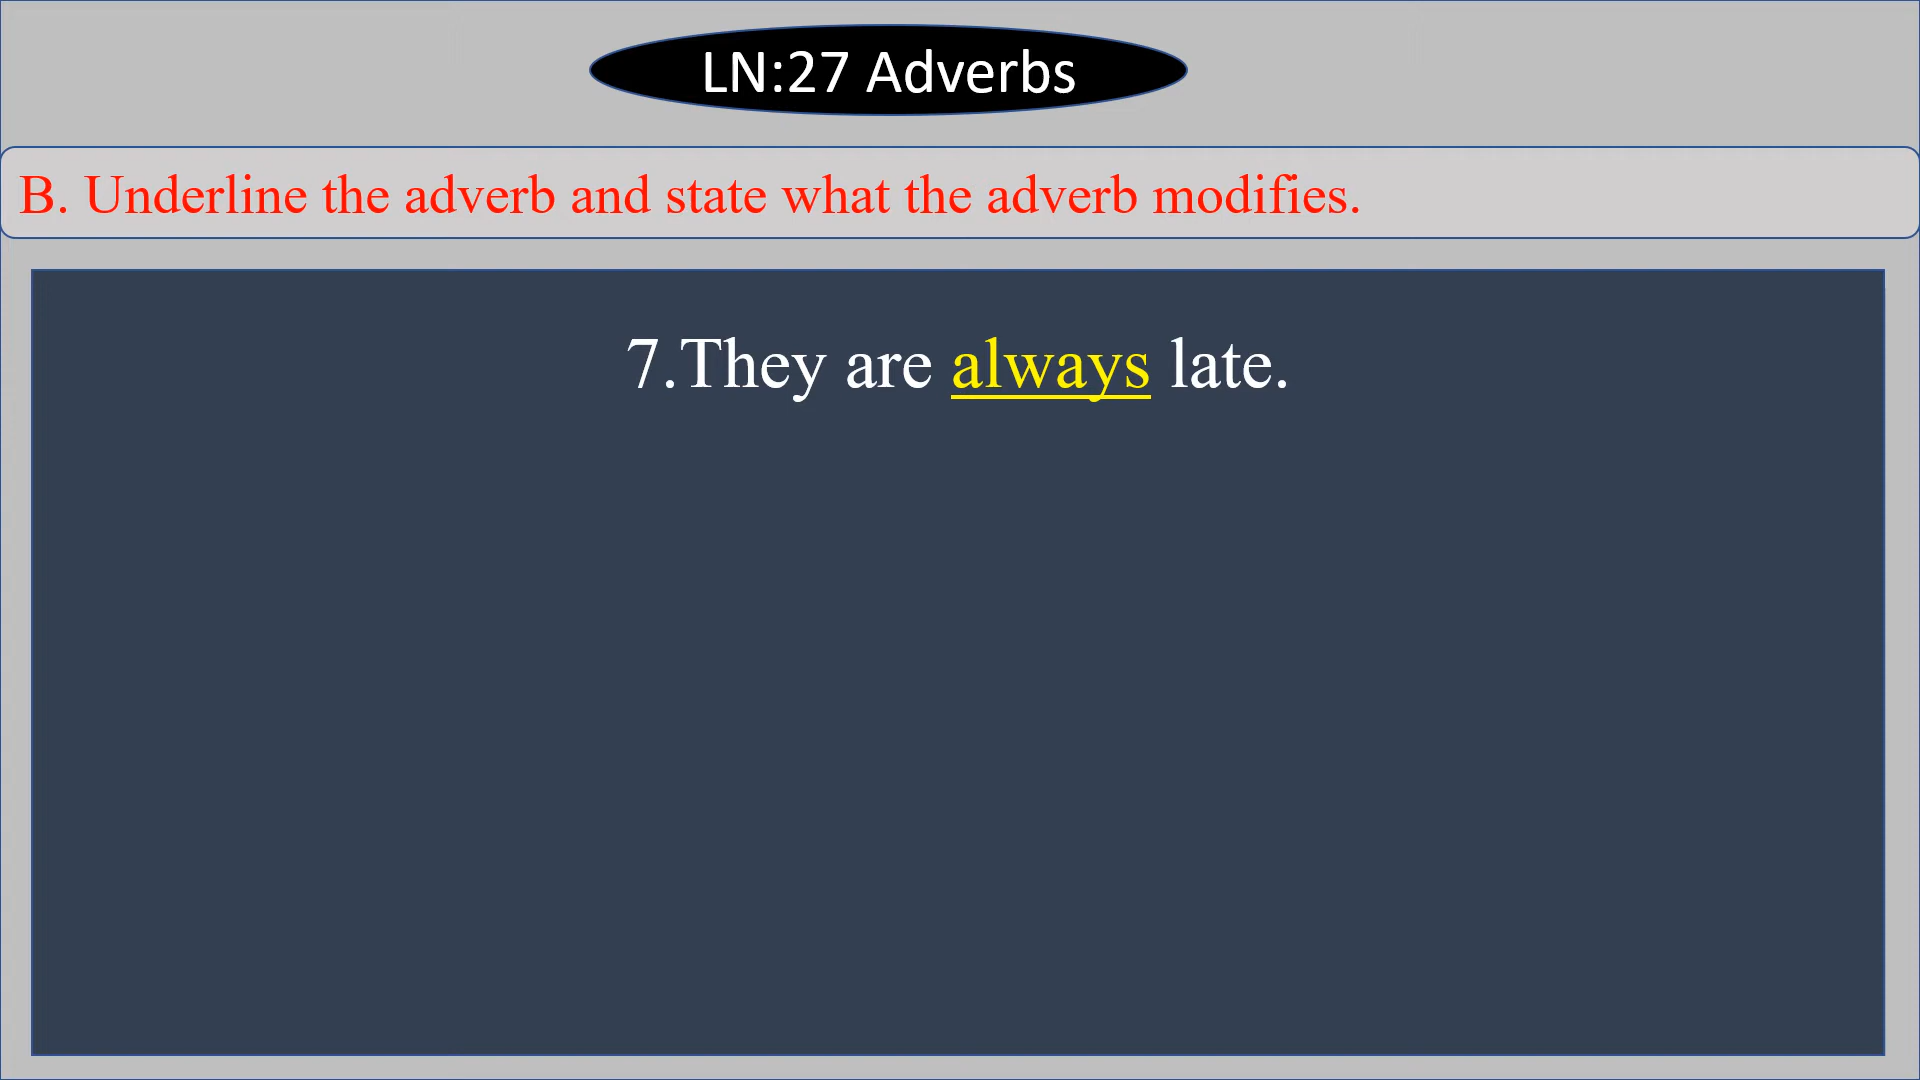 LN:27 Adverbs
B. Underline the adverb and state what the adverb modifies.
7.They are always late.